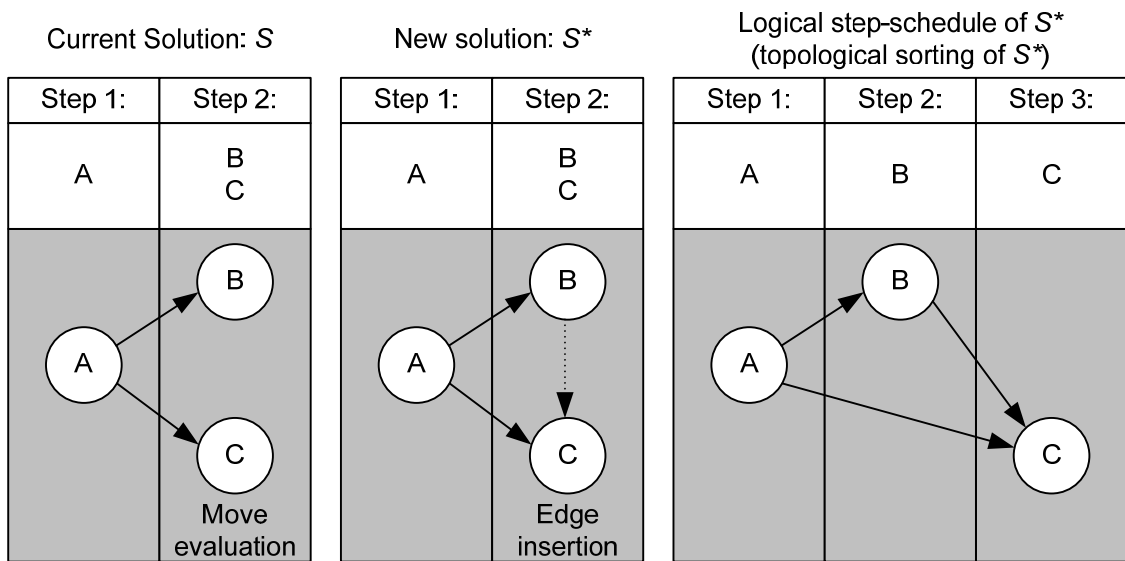 Current Solution: S
Step 1:
Step 2:
A
B
C
A
B
C
Move
evaluation
New solution: S*
Step 1:
Step 2:
A
B
C
A
B
C
Edge
insertion
Logical step-schedule of S*
(topological sorting of S*)
Step 1:
Step 2:
Step 3:
A
B
C
A
B
C